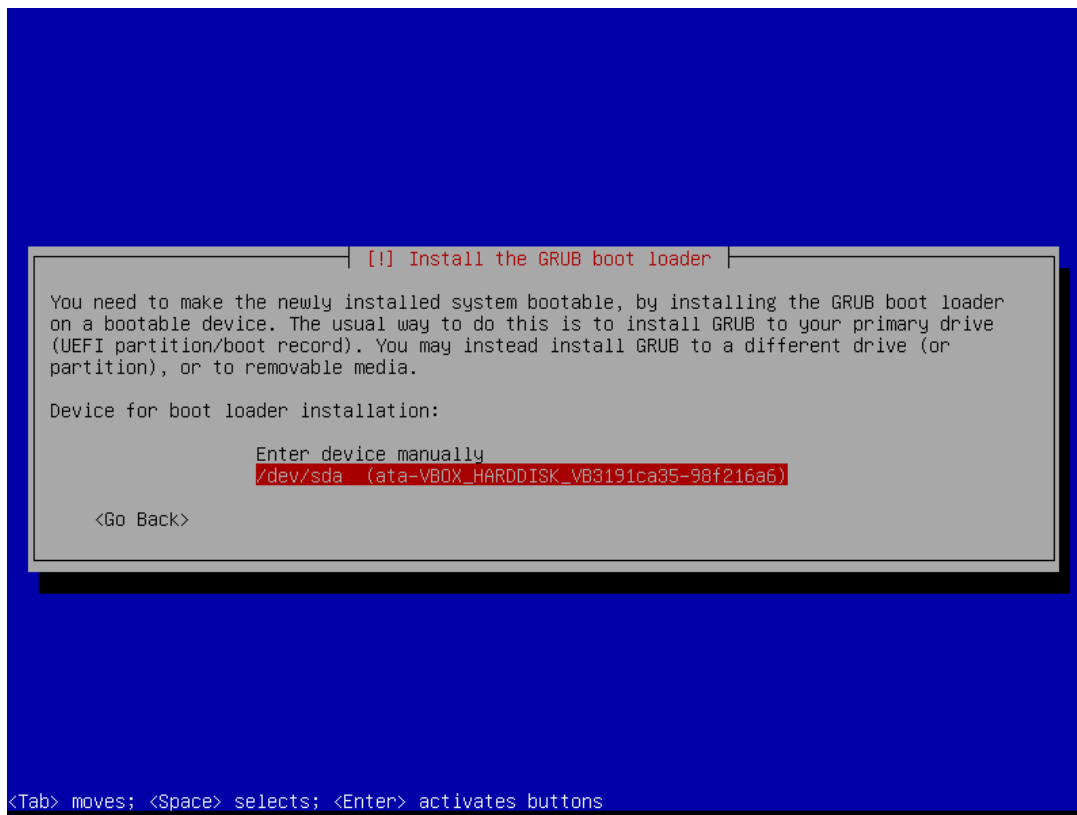 [!] Install the GRUB boot loader
You need to make the newly installed system bootable, by installing the GRUB boot loader
on a bootable device. The usual way to do this is to install GRUB to your primary drive
(UEFI partition/boot record). You may instead install GRUB to a different drive (or
partition), or to removable media.
Device for boot loader installation:
Enter device manually
/dev/sda (ata-VBOX_HARDDISK_VB3191ca35-98f216a6)
<Go Back>
<Tab> moves; <Space> selects; <Enter> activates buttons